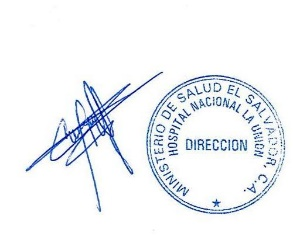 MINISTERIO DE SALUD EL SALVADOR, C.A.
HOSPITAL NACIONAL LA UNION
DIRECCION